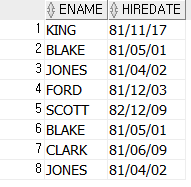 ENAME HIREDATE
1 KING 81/11/17
2 BLAKE 81/05/01
3 JONES 81/04/02
4 FORD 81/12/03
5 SCOTT 82/12/09
6 BLAKE 81/05/01
7 CLARK 81/06/09
8 JONES 81/04/02